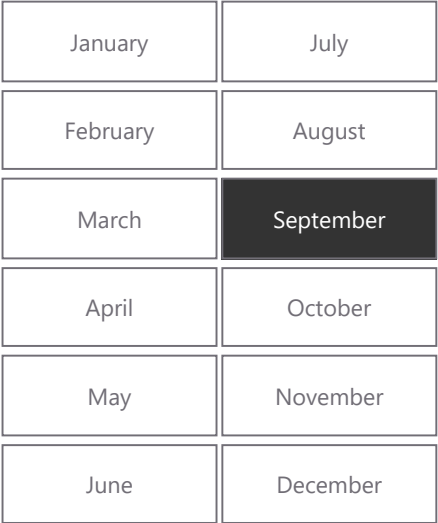 January
July
February
August
March
September
April
October
May
November
June
December